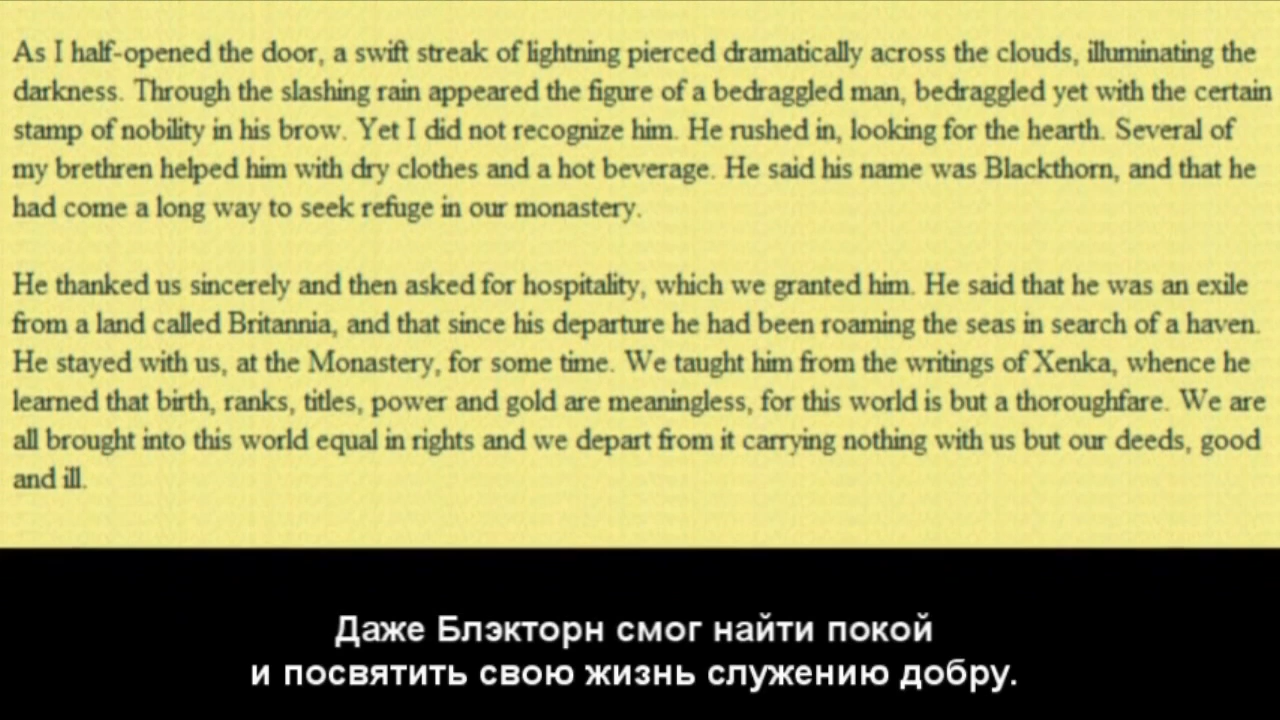 As I half-opened the door, a swift streak of lightning pierced dramatically across the clouds, illuminating the
darkness. Through the slashing rain appeared the figure of a bedraggled man, bedraggled yet with the certain
stamp of nobility in his brow. Yet I did not recognize him. He rushed in, looking for the hearth. Several of
my brethren helped him with dry clothes and a hot beverage. He said his name was Blackthorn, and that he
had come a long way to seek refuge in our monastery.
He thanked us sincerely and then asked for hospitality, which we granted him. He said that he was an exile
from a land called Britannia, and that since his departure he had been roaming the seas in search of a haven.
He stayed with us, at the Monastery, for some time. We taught him from the writings of Xenka, whence he
learned that birth, ranks, titles, power and gold are meaningless, for this world is but a thoroughfare. We are
all brought into this world equal in rights and we depart from it carrying nothing with us but our deeds, good
and ill.
Даже Блэкторн смог найти покой
и посвятить свою жизнь служению добру.